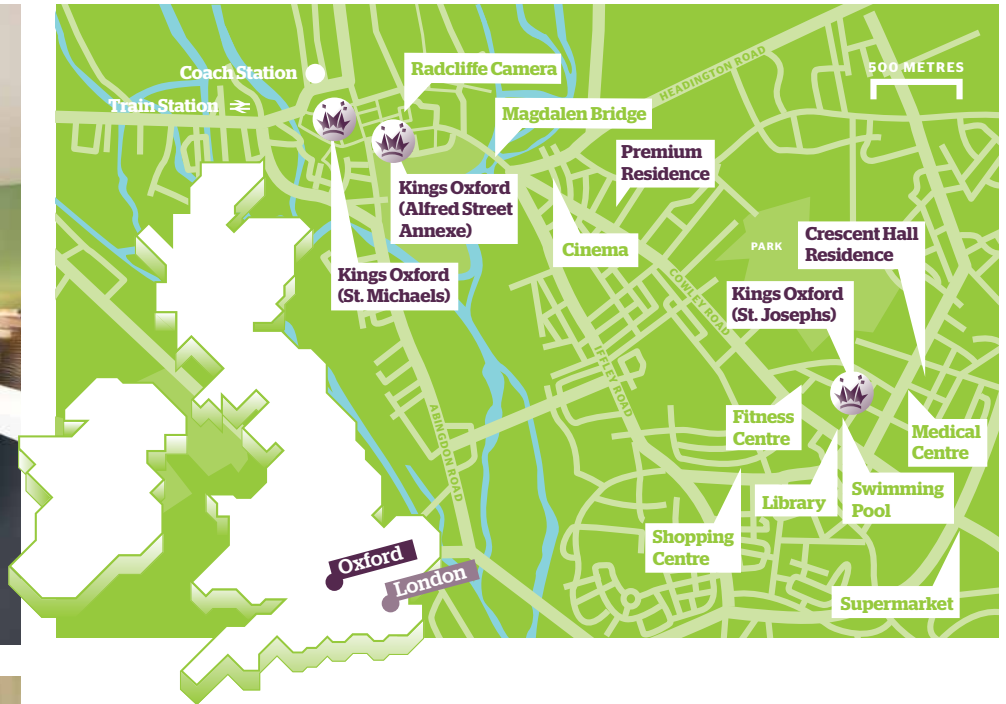 Coach Station
Train Station
Radcliffe Camera
HEADINGTON ROAD
500 METRES
Magdalen Bridge
Premium
Residence
Kings Oxford
(Alfred Street
Annexe)
Cinema
PARK
Crescent Hall
Residence
Kings Oxford
(St. Michaels)
COWLEY ROAD
Kings Oxford
(St. Josephs)
IFFLEY ROAD
ABINGDON ROAD
Fitness
Centre
Medical
Centre
Library
Swimming
Pool
Shopping
Centre
Oxford
London
Supermarket